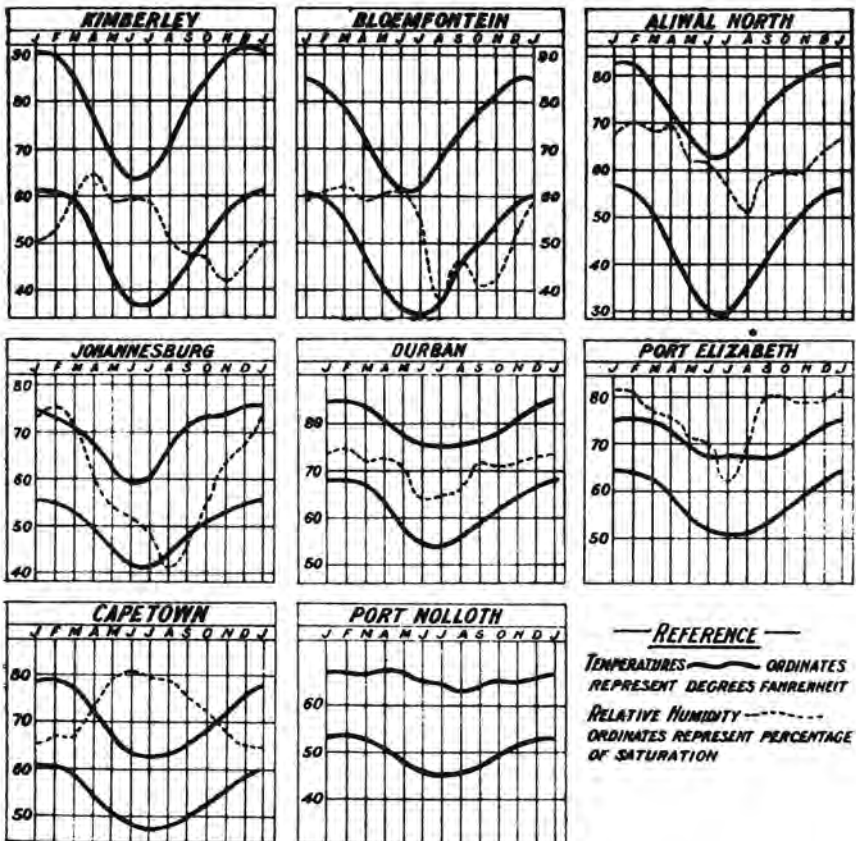 KIMBERLEY
J F M A M J J A S O N D J
90
80
70
60
50
40
BLOEMFONTEIN
J F M A M J J A S O N D J
90
80
70
60
50
40
ALIWAL NORTH
J F M A M J J A S O N D J
80
70
60
50
40
30
JOHANNESBURG
J F M A M J J A S O N D J
80
70
60
50
40
DURBAN
J F M A M J J A S O N D J
80
70
60
50
PORT ELIZABETH
J F M A M J J A S O N D J
80
70
60
50
CAPETOWN
J F M A M J J A S O N D J
80
70
60
50
PORT NOLLOTH
J F M A M J J A S O N D J
60
50
40
REFERENCE
TEMPERATURES ORDINATES
REPRESENT DEGREES FAHRENHEIT
RELATIVE HUMIDITY
ORDINATES REPRESENT PERCENTAGE
OF SATURATION